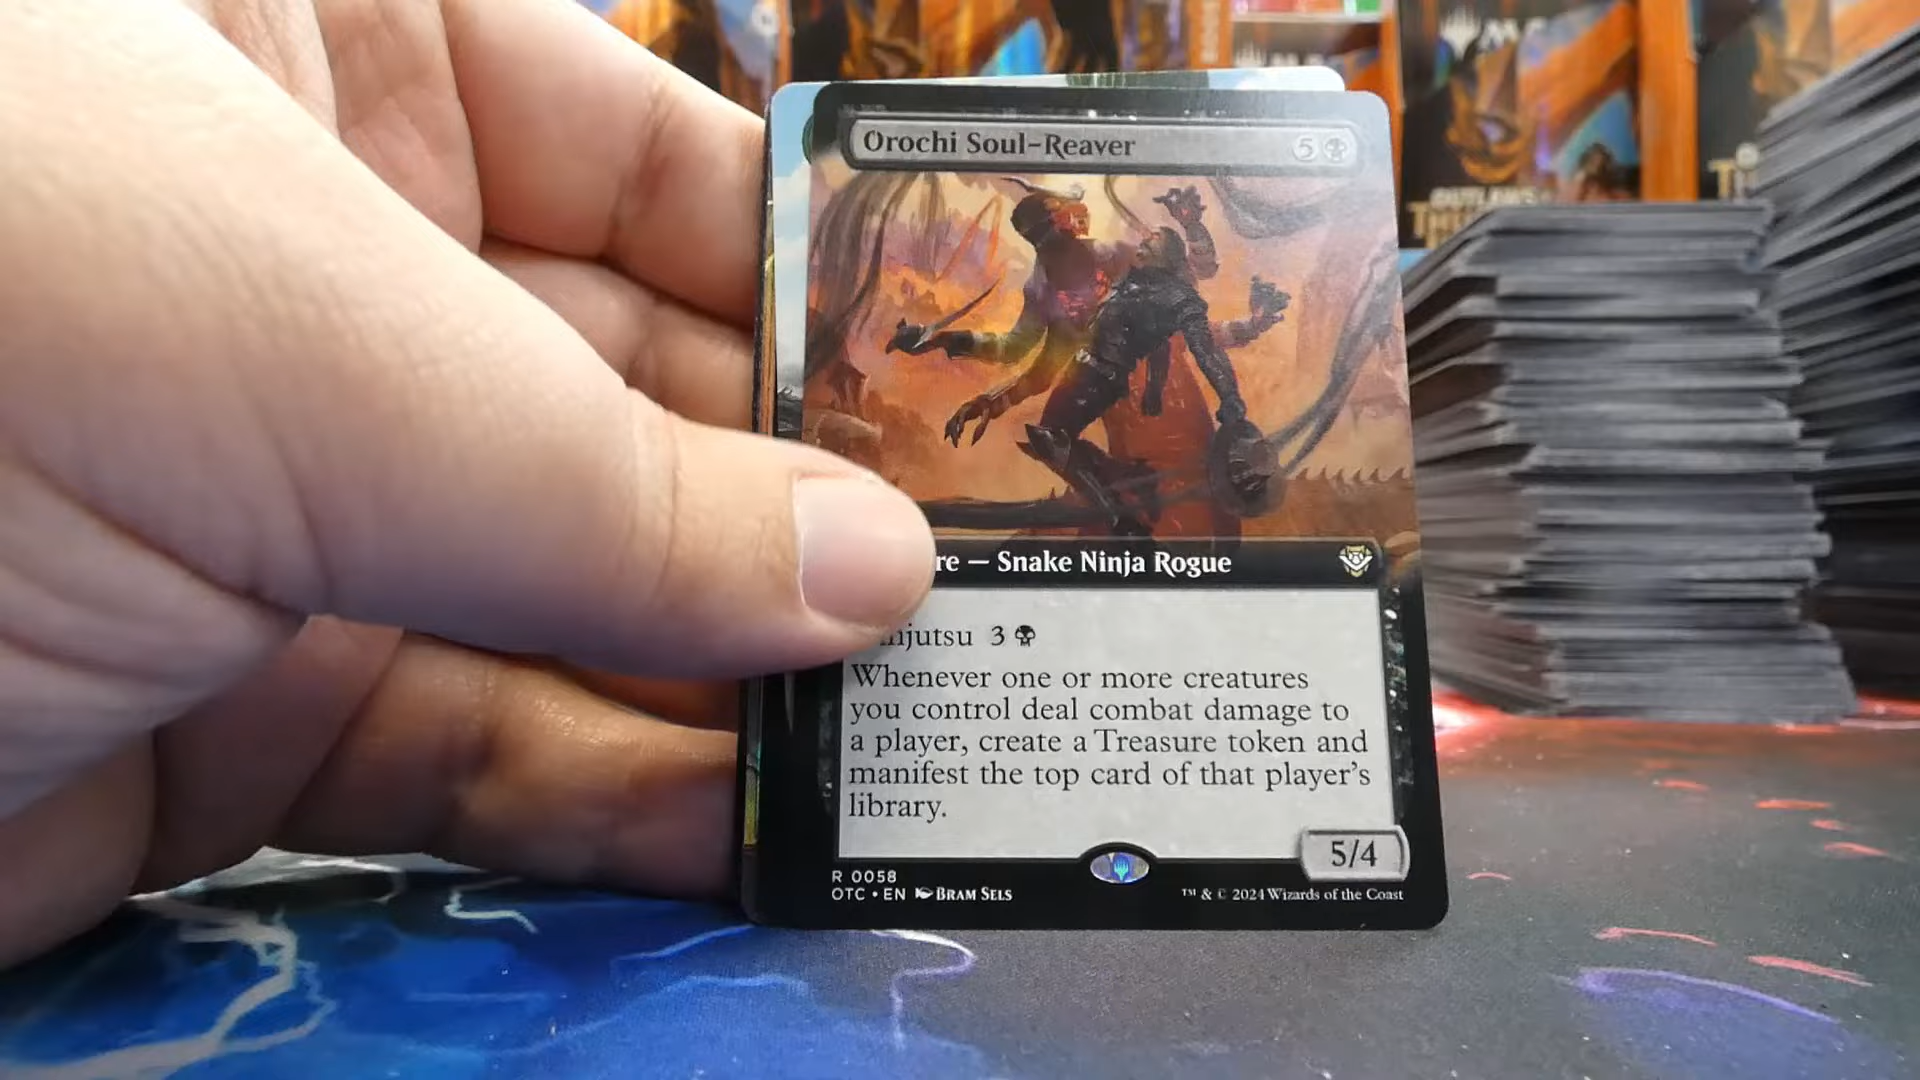 Orochi Soul-Reaver 5
re — Snake Ninja Rogue
njutsu 3
Whenever one or more creatures
you control deal combat damage to
a player, create a Treasure token and
manifest the top card of that player's
library.
5/4
R 0058
OTC • EN BRAM SELS
™ & © 2024 Wizards of the Coast
OUTLAWS